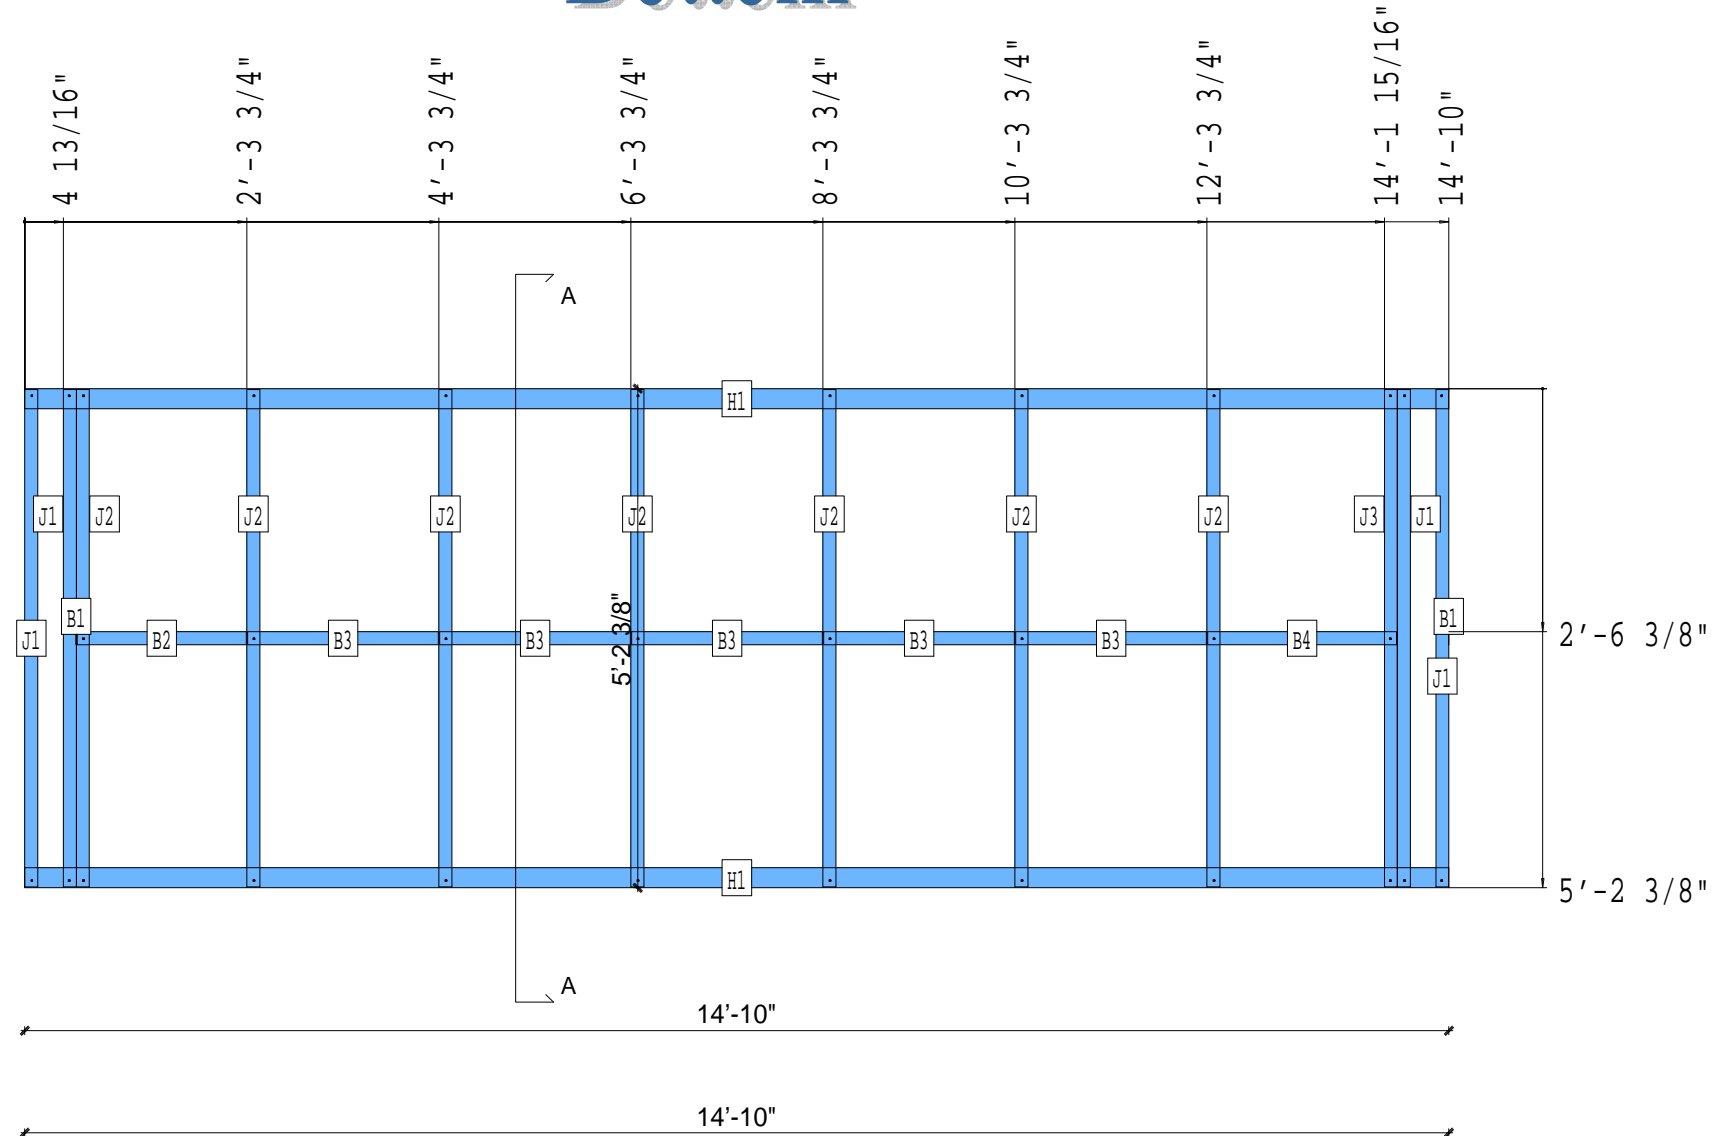 4 13/16"
2'-3 3/4"
4'-3 3/4"
6'-3 3/4"
8'-3 3/4"
10'-3 3/4"
12'-3 3/4"
14'-1 15/16"
14'-10"
A
H1
J1
J2
J2
J2
J2
J2
J2
J2
J3
J1
5'-2 3/8"
B1
B1
J1
B2
B3
B3
B3
B3
B3
B4
2'-6 3/8"
J1
H1
5'-2 3/8"
A
14'-10"
14'-10"